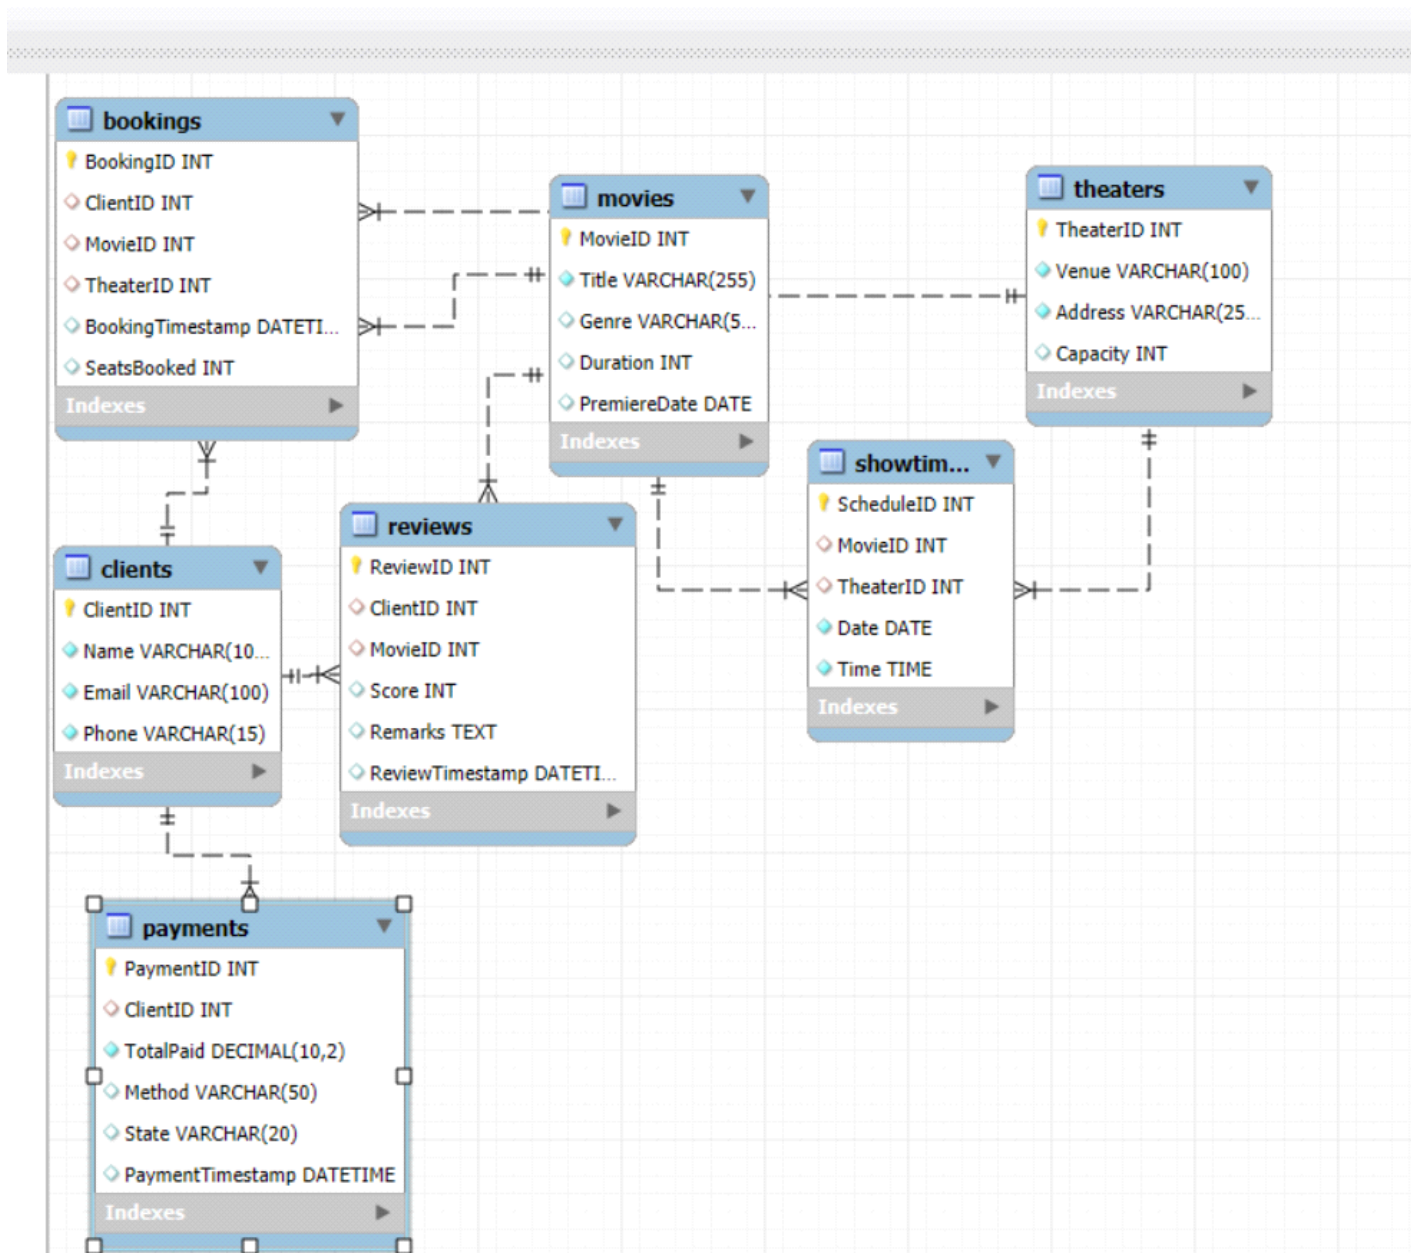 bookings
BookingID INT
ClientID INT
MovieID INT
TheaterID INT
BookingTimestamp DATETI...
SeatsBooked INT
Indexes
movies
MovieID INT
Title VARCHAR(255)
Genre VARCHAR(5...
Duration INT
PremiereDate DATE
Indexes
theaters
TheaterID INT
Venue VARCHAR(100)
Address VARCHAR(25...
Capacity INT
Indexes
showtim...
ScheduleID INT
MovieID INT
TheaterID INT
Date DATE
Time TIME
Indexes
reviews
ReviewID INT
ClientID INT
MovieID INT
Score INT
Remarks TEXT
ReviewTimestamp DATETI...
Indexes
clients
ClientID INT
Name VARCHAR(10...
Email VARCHAR(100)
Phone VARCHAR(15)
Indexes
payments
PaymentID INT
ClientID INT
TotalPaid DECIMAL(10,2)
Method VARCHAR(50)
State VARCHAR(20)
PaymentTimestamp DATETIME
Indexes